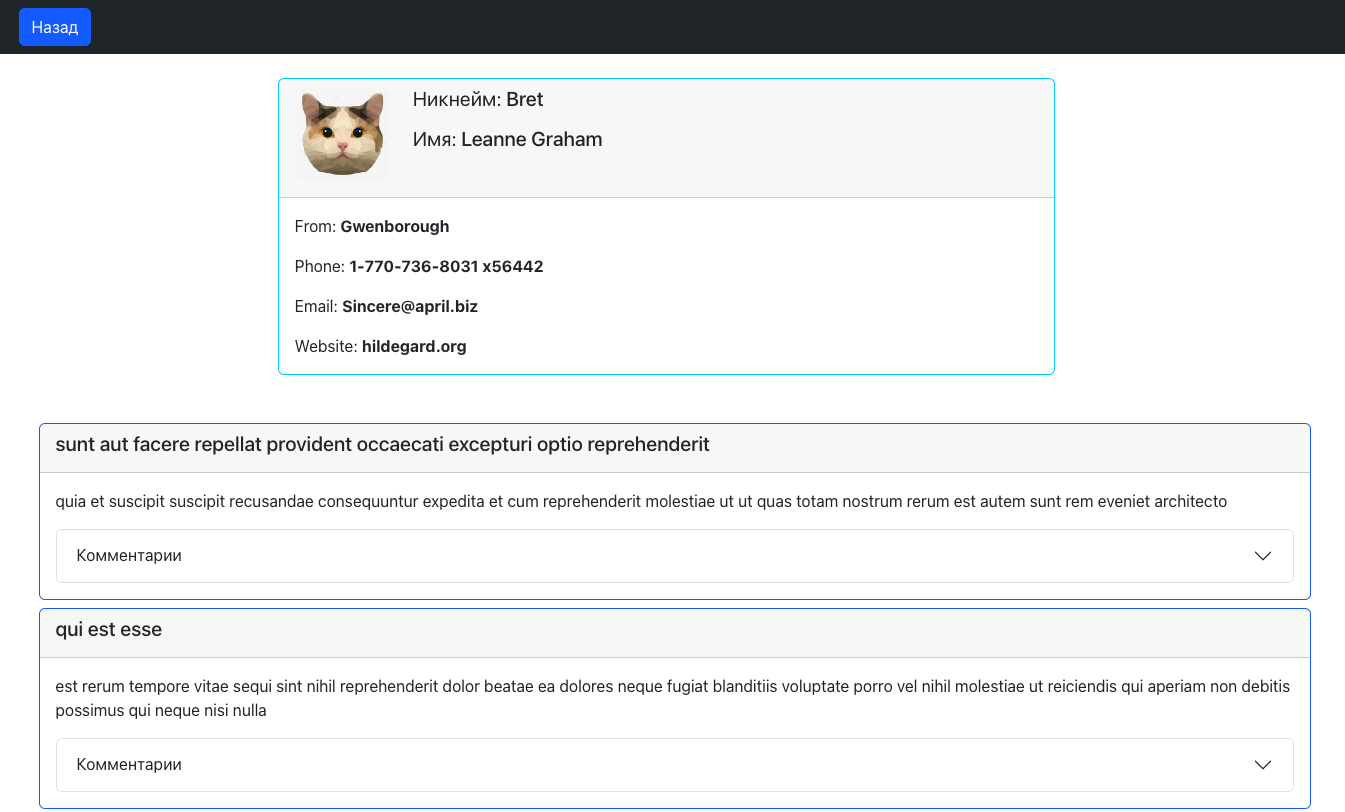 Назад
Никнейм: Bret
Имя: Leanne Graham
From: Gwenborough
Phone: 1-770-736-8031 x56442
Email: Sincere@april.biz
Website: hildegard.org
sunt aut facere repellat provident occaecati excepturi optio reprehenderit
quia et suscipit suscipit recusandae consequuntur expedita et cum reprehenderit molestiae ut ut quas totam nostrum rerum est autem sunt rem eveniet architecto
Комментарии
qui est esse
est rerum tempore vitae sequi sint nihil reprehenderit dolor beatae ea dolores neque fugiat blanditiis voluptate porro vel nihil molestiae ut reiciendis qui aperiam non debitis
possimus qui neque nisi nulla
Комментарии